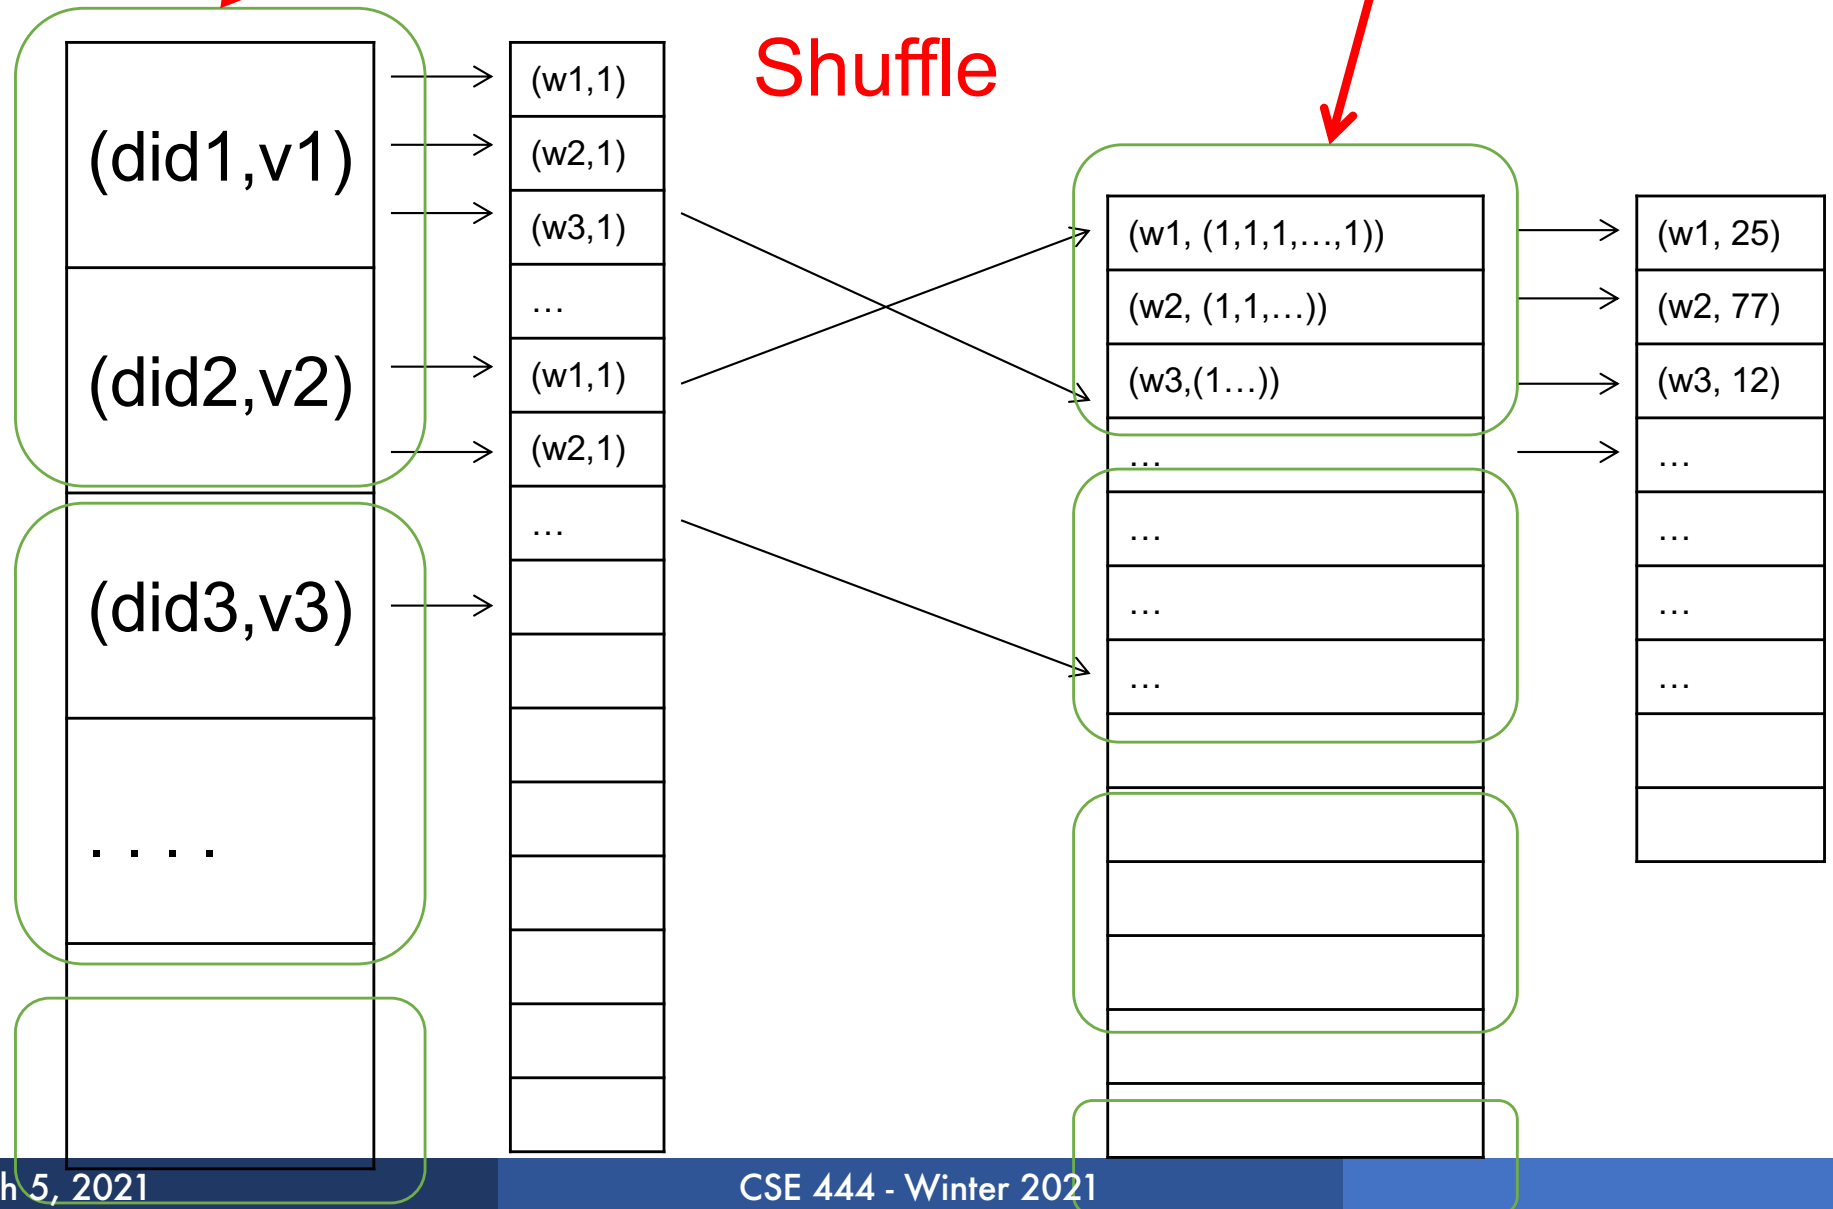 Shuffle
(did1,v1)
(did2,v2)
(did3,v3)
. . . .
(w1,1)
(w2,1)
(w3,1)
…
(w1,1)
(w2,1)
…
(w1, (1,1,1,…,1))
(w2, (1,1,…))
(w3,(1…))
…
…
…
…
(w1, 25)
(w2, 77)
(w3, 12)
…
…
…
…
h 5, 2021
CSE 444 - Winter 2021